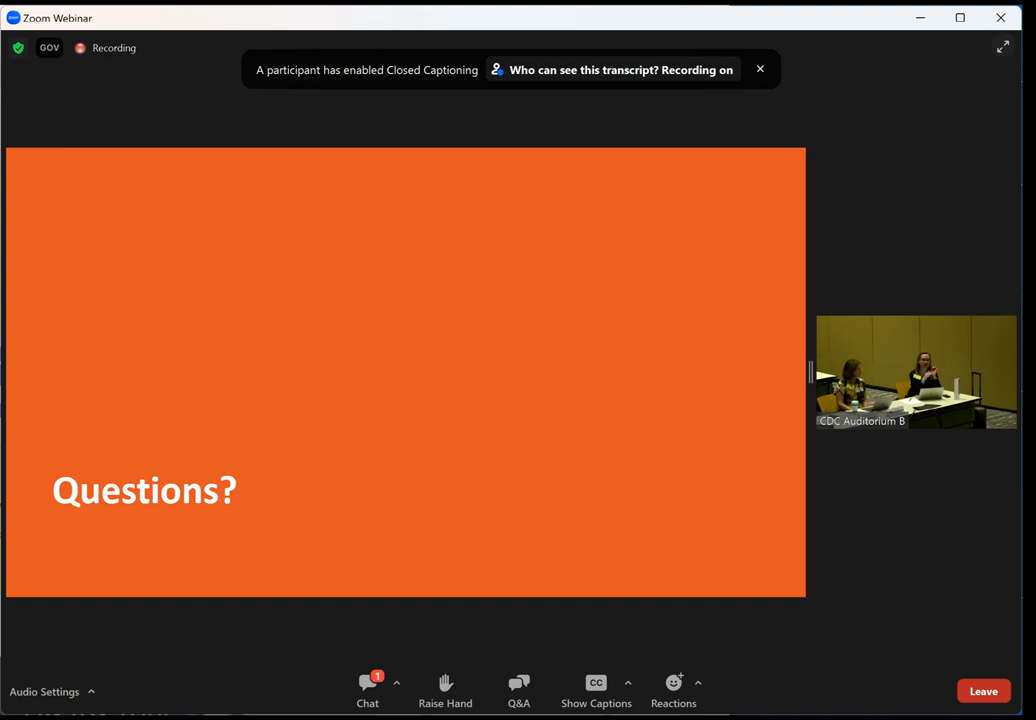 Zoom Webinar
GOV
Recording
A participant has enabled Closed Captioning
Who can see this transcript? Recording on
Questions?
CDC Auditorium B
Audio Settings
1
Chat
Raise Hand
Q&A
CC
Show Captions
Reactions
Leave